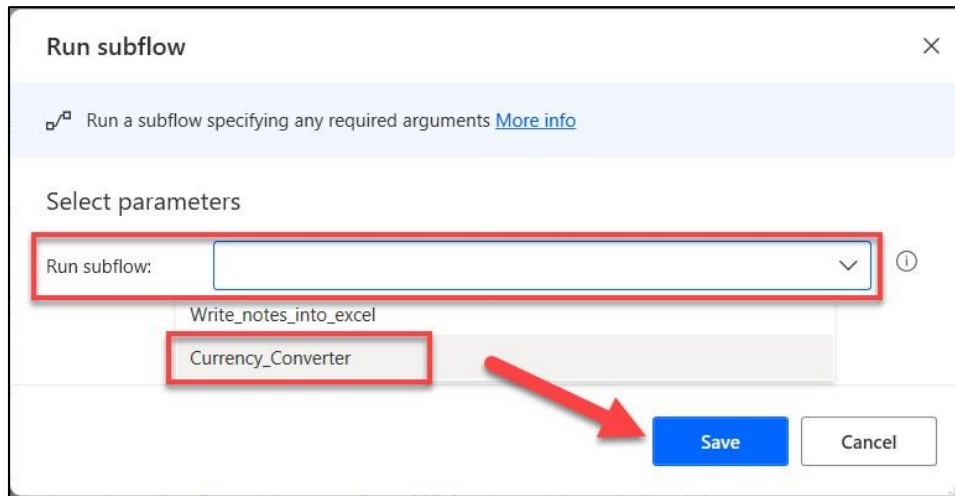 Run subflow
Run a subflow specifying any required arguments More info
Select parameters
Run subflow:
Write_notes_into_excel
Currency_Converter
Save Cancel